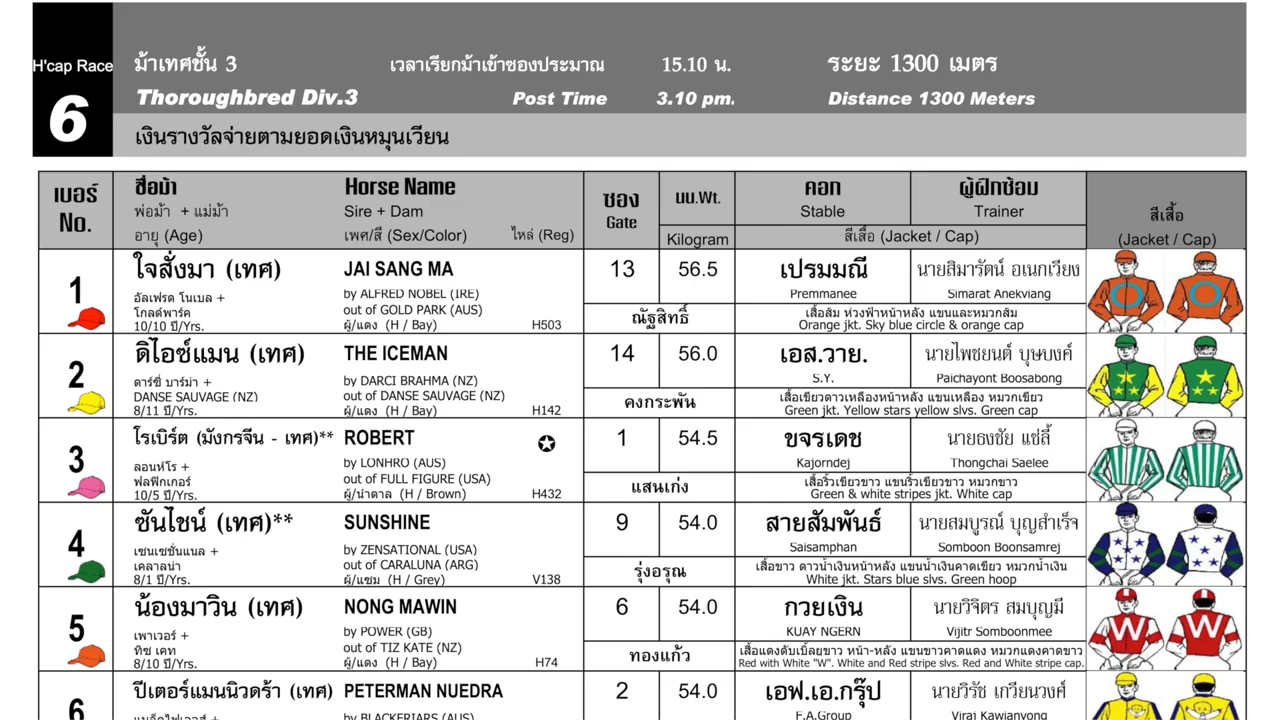 H'cap Race ม้าเทศชั้น 3 เวลาเรียกม้าเข้าซองประมาณ 15.10 น. ระยะ 1300 เมตร
6 Thoroughbred Div.3 Post Time 3.10 pm. Distance 1300 Meters
เงินรางวัลจ่ายตามยอดเงินหมุนเวียน
เบอร์ No. ชื่อม้า Horse Name ซอง Gate นน.Wt. คอก ผู้ฝึกซ้อม สีเสื้อ
พ่อม้า + แม่ม้า Sire + Dam Stable Trainer
อายุ (Age) เพศ/สี (Sex/Color) ไหล่ (Reg) Kilogram สีเสื้อ (Jacket / Cap) (Jacket / Cap)
1 ใจสั่งมา (เทศ) JAI SANG MA 13 56.5 เปรมมณี นายสิมารัตน์ อเนกเวียง
อัลเฟรด โนเบล + by ALFRED NOBEL (IRE) Premmanee Simarat Anekviang
โกลด์พาร์ค out of GOLD PARK (AUS) ณัฐสิทธิ์ เสื้อส้ม ห่วงฟ้าหน้าหลัง แขนและหมวกส้ม
10/10 ปี/Yrs. ผู้/แดง (H / Bay) H503 Orange jkt. Sky blue circle & orange cap
2 ดิไอซ์แมน (เทศ) THE ICEMAN 14 56.0 เอส.วาย. นายไพชยนต์ บุษบงค์
ดาร์ซี่ บาร์ม่า + by DARCI BRAHMA (NZ) S.Y. Paichayont Boosabong
DANSE SAUVAGE (NZ) out of DANSE SAUVAGE (NZ) คงกระพัน เสื้อเขียวดาวเหลืองหน้าหลัง แขนเหลือง หมวกเขียว
8/11 ปี/Yrs. ผู้/แดง (H / Bay) H142 Green jkt. Yellow stars yellow slvs. Green cap
3 โรเบิร์ต (มังกรจีน - เทศ)** ROBERT 1 54.5 ขจรเดช นายธงชัย แซ่ลี้
ลอนห์โร + by LONHRO (AUS) Kajorndej Thongchai Saelee
ฟลฟิกเกอร์ out of FULL FIGURE (USA) แสนเก่ง เสื้อริ้วเขียวขาว แขนริ้วเขียวขาว หมวกขาว
10/5 ปี/Yrs. ผู้/น้ำตาล (H / Brown) H432 Green & white stripes jkt. White cap
4 ซันไชน์ (เทศ)** SUNSHINE 9 54.0 สายสัมพันธ์ นายสมบูรณ์ บุญสำเร็จ
เซนเซชั่นแนล + by ZENSATIONAL (USA) Saisamphan Somboon Boonsamrej
เคลาลน่า out of CARALUNA (ARG) รุ่งอรุณ เสื้อขาว ดาวน้ำเงินหน้าหลัง แขนน้ำเงินคาดเขียว หมวกน้ำเงิน
8/1 ปี/Yrs. ผู้/แซม (H / Grey) V138 White jkt. Stars blue slvs. Green hoop
5 น้องมาวิน (เทศ) NONG MAWIN 6 54.0 กวยเงิน นายวิจิตร สมบุญมี
เพาเวอร์ + by POWER (GB) KUAY NGERN Vijitr Somboonmee
ทิซ เคท out of TIZ KATE (NZ) ทองแก้ว เสื้อแดงดับเบิ้ลยูขาว หน้า-หลัง แขนขาวคาดแดง หมวกแดงคาดขาว
8/10 ปี/Yrs. ผู้/แดง (H / Bay) H74 Red with White "W". White and Red stripe slvs. Red and White stripe cap.
6 ปีเตอร์แมนนิวดร้า (เทศ) PETERMAN NUEDRA 2 54.0 เอฟ.เอ.กรุ๊ป นายวิรัช เกวียนวงศ์
by BLACKFRIARS (AUS) F.A.Group Viraj Kawianvong
W W